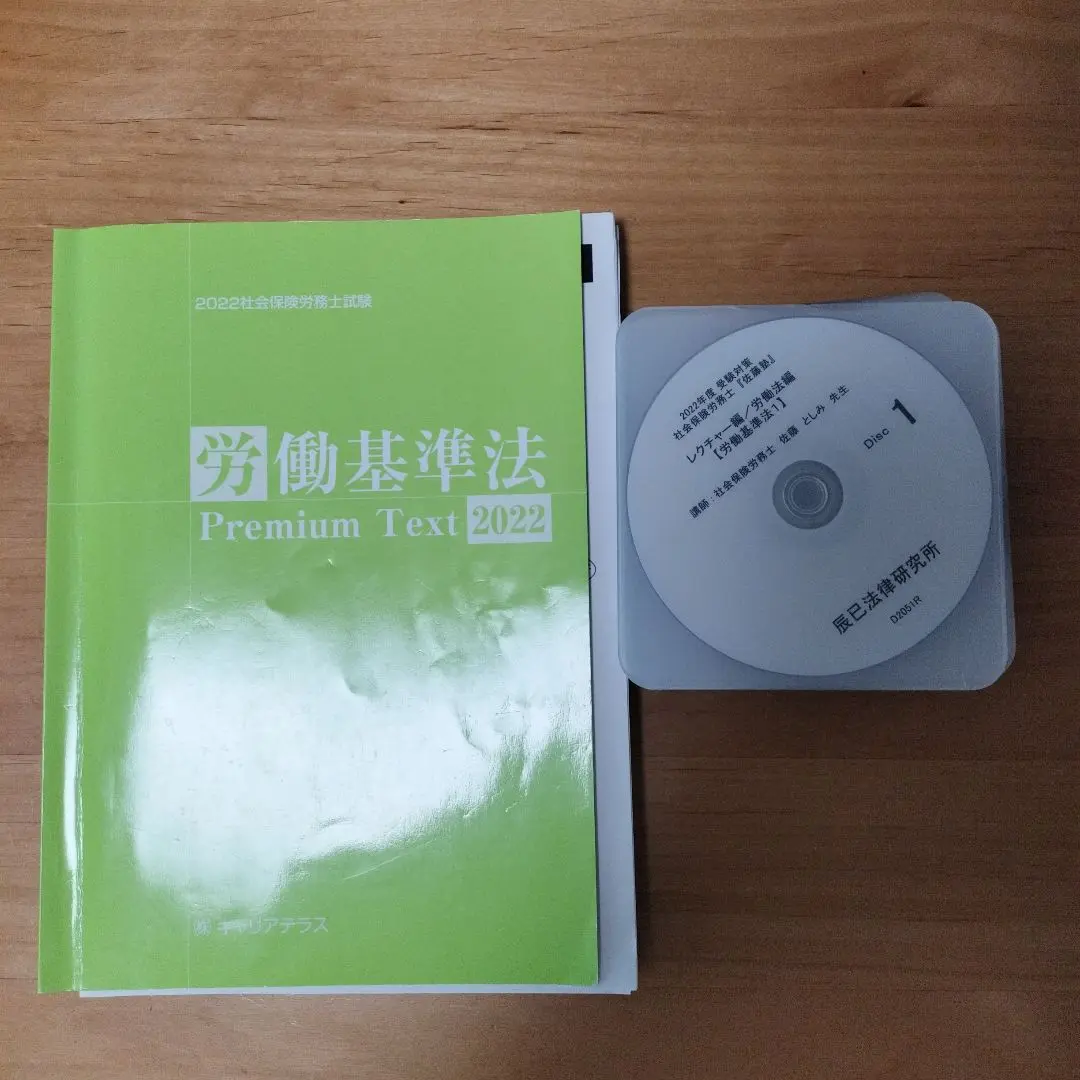 2022社会保険労務士試験
労働基準法
Premium Text 2022
㈱キャリアテラス
2022年度 受験対策
社会保険労務士『佐藤塾』
レクチャー編／労働法編
【労働基準法1】
講師：社会保険労務士 佐藤 としみ 先生
Disc 1
辰已法律研究所
D2051R